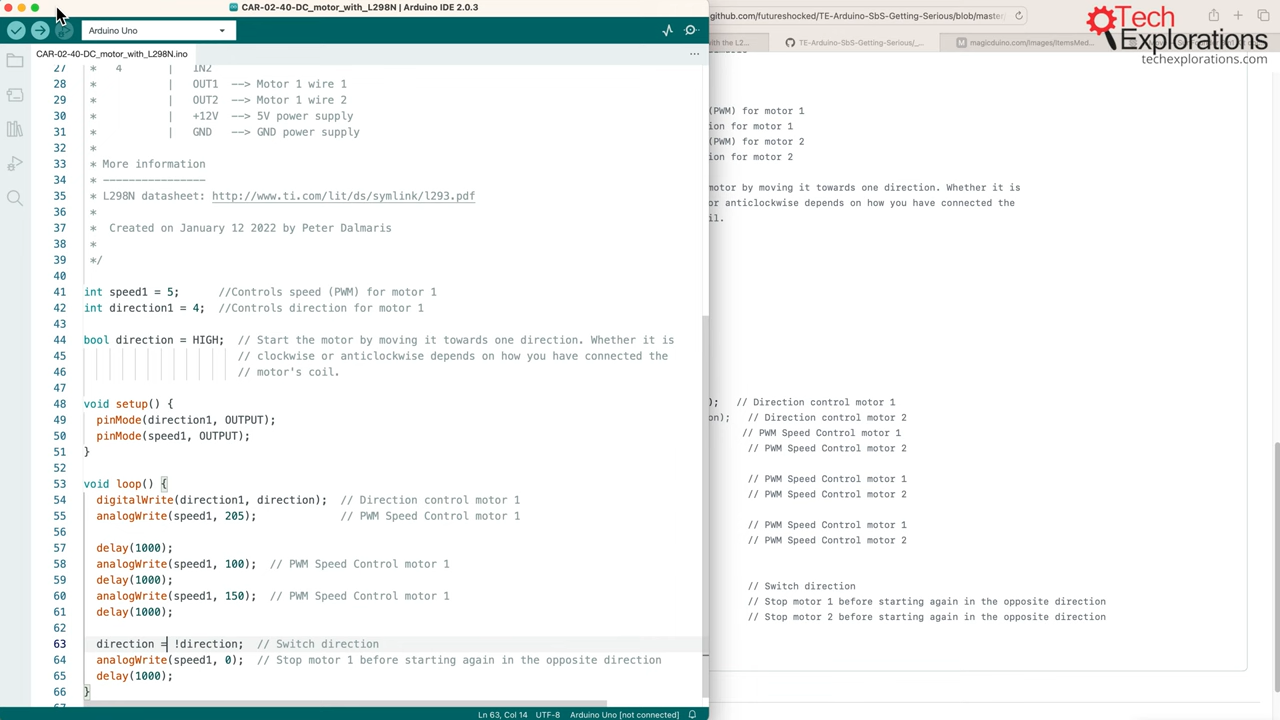 CAR-02-40-DC_motor_with_L298N | Arduino IDE 2.0.3
Arduino Uno
CAR-02-40-DC_motor_with_L298N.ino
27 * 4 | IN2
28 * | OUT1 --> Motor 1 wire 1
29 * | OUT2 --> Motor 1 wire 2
30 * | +12V --> 5V power supply
31 * | GND --> GND power supply
32 *
33 * More information
34 * ----------------
35 * L298N datasheet: http://www.ti.com/lit/ds/symlink/l293.pdf
36 *
37 * Created on January 12 2022 by Peter Dalmaris
38 *
39 */
40
41 int speed1 = 5; //Controls speed (PWM) for motor 1
42 int direction1 = 4; //Controls direction for motor 1
43
44 bool direction = HIGH; // Start the motor by moving it towards one direction. Whether it is
45 // clockwise or anticlockwise depends on how you have connected the
46 // motor's coil.
47
48 void setup() {
49 pinMode(direction1, OUTPUT);
50 pinMode(speed1, OUTPUT);
51 }
52
53 void loop() {
54 digitalWrite(direction1, direction); // Direction control motor 1
55 analogWrite(speed1, 205); // PWM Speed Control motor 1
56
57 delay(1000);
58 analogWrite(speed1, 100); // PWM Speed Control motor 1
59 delay(1000);
60 analogWrite(speed1, 150); // PWM Speed Control motor 1
61 delay(1000);
62
63 direction = !direction; // Switch direction
64 analogWrite(speed1, 0); // Stop motor 1 before starting again in the opposite direction
65 delay(1000);
66 }
Ln 63, Col 14 UTF-8 Arduino Uno [not connected]
github.com/futureshocked/TE-Arduino-SbS-Getting-Serious/blob/master
with the L2...
TE-Arduino-SbS-Getting-Serious/_...
magicduino.com/Images/ItemsMed...
Tech
Explorations
techexplorations.com
(PWM) for motor 1
ion for motor 1
(PWM) for motor 2
ion for motor 2
motor by moving it towards one direction. Whether it is
or anticlockwise depends on how you have connected the
il.
); // Direction control motor 1
on); // Direction control motor 2
// PWM Speed Control motor 1
// PWM Speed Control motor 2
// PWM Speed Control motor 1
// PWM Speed Control motor 2
// PWM Speed Control motor 1
// PWM Speed Control motor 2
// Switch direction
// Stop motor 1 before starting again in the opposite direction
// Stop motor 2 before starting again in the opposite direction